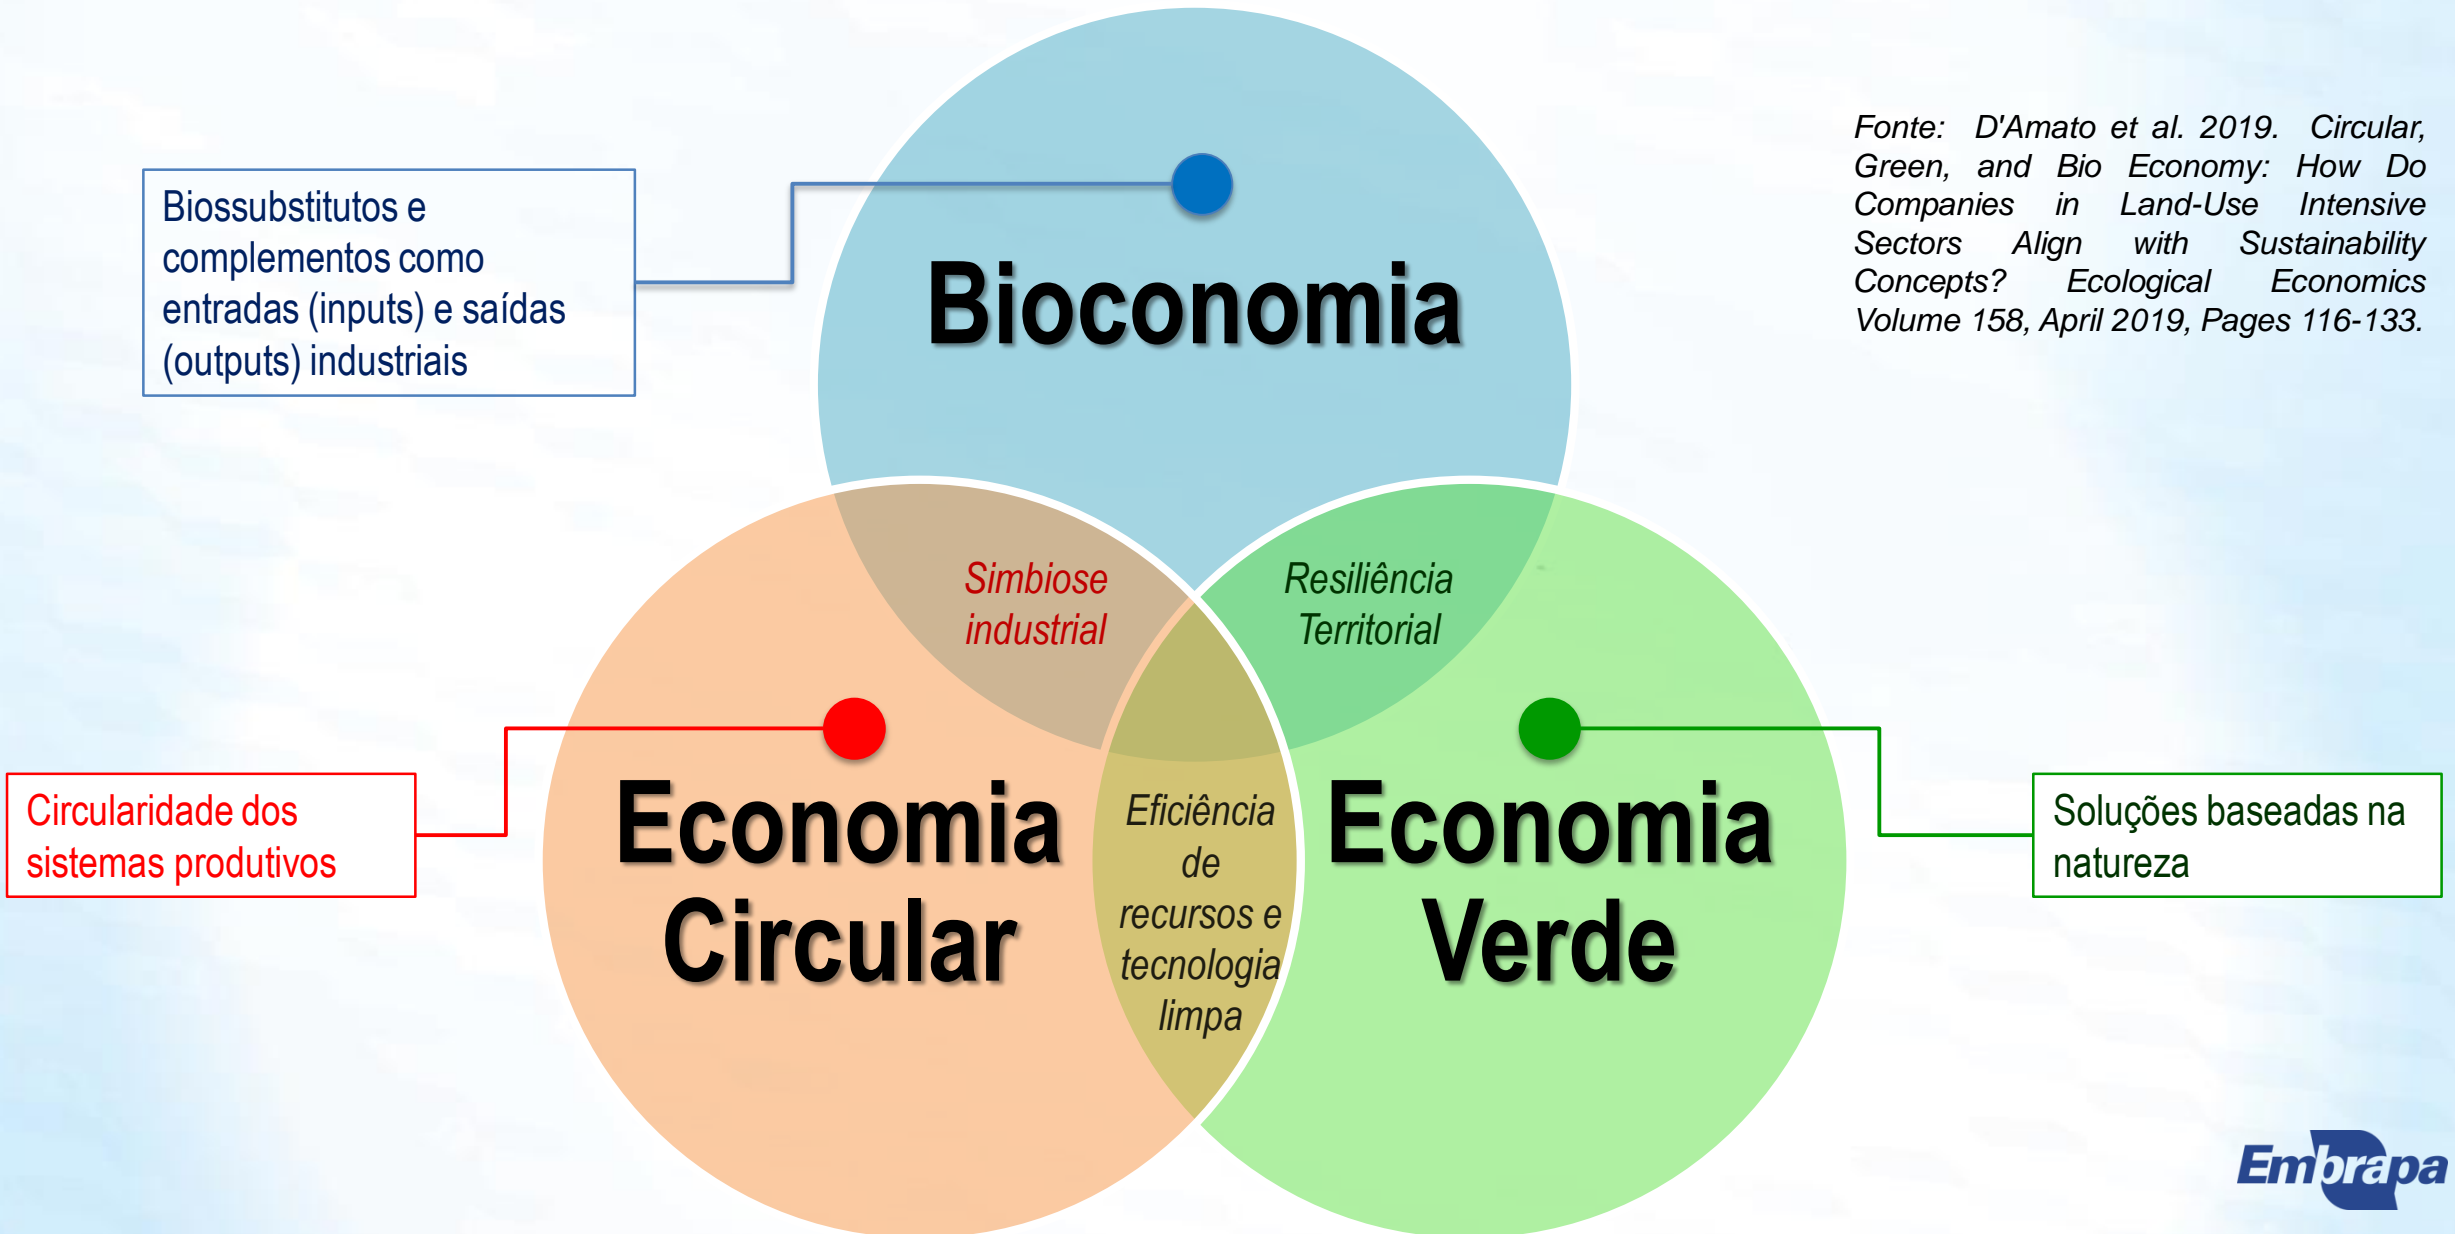 Fonte: D'Amato et al. 2019. Circular,
Green, and Bio Economy: How Do
Companies in Land-Use Intensive
Sectors Align with Sustainability
Concepts? Ecological Economics
Volume 158, April 2019, Pages 116-133.
Biossubstitutos e
complementos como
entradas (inputs) e saídas
(outputs) industriais
Bioconomia
Simbiose
industrial
Resiliência
Territorial
Circularidade dos
sistemas produtivos
Economia
Circular
Eficiência
de
recursos e
tecnologia
limpa
Economia
Verde
Soluções baseadas na
natureza
Embrapa